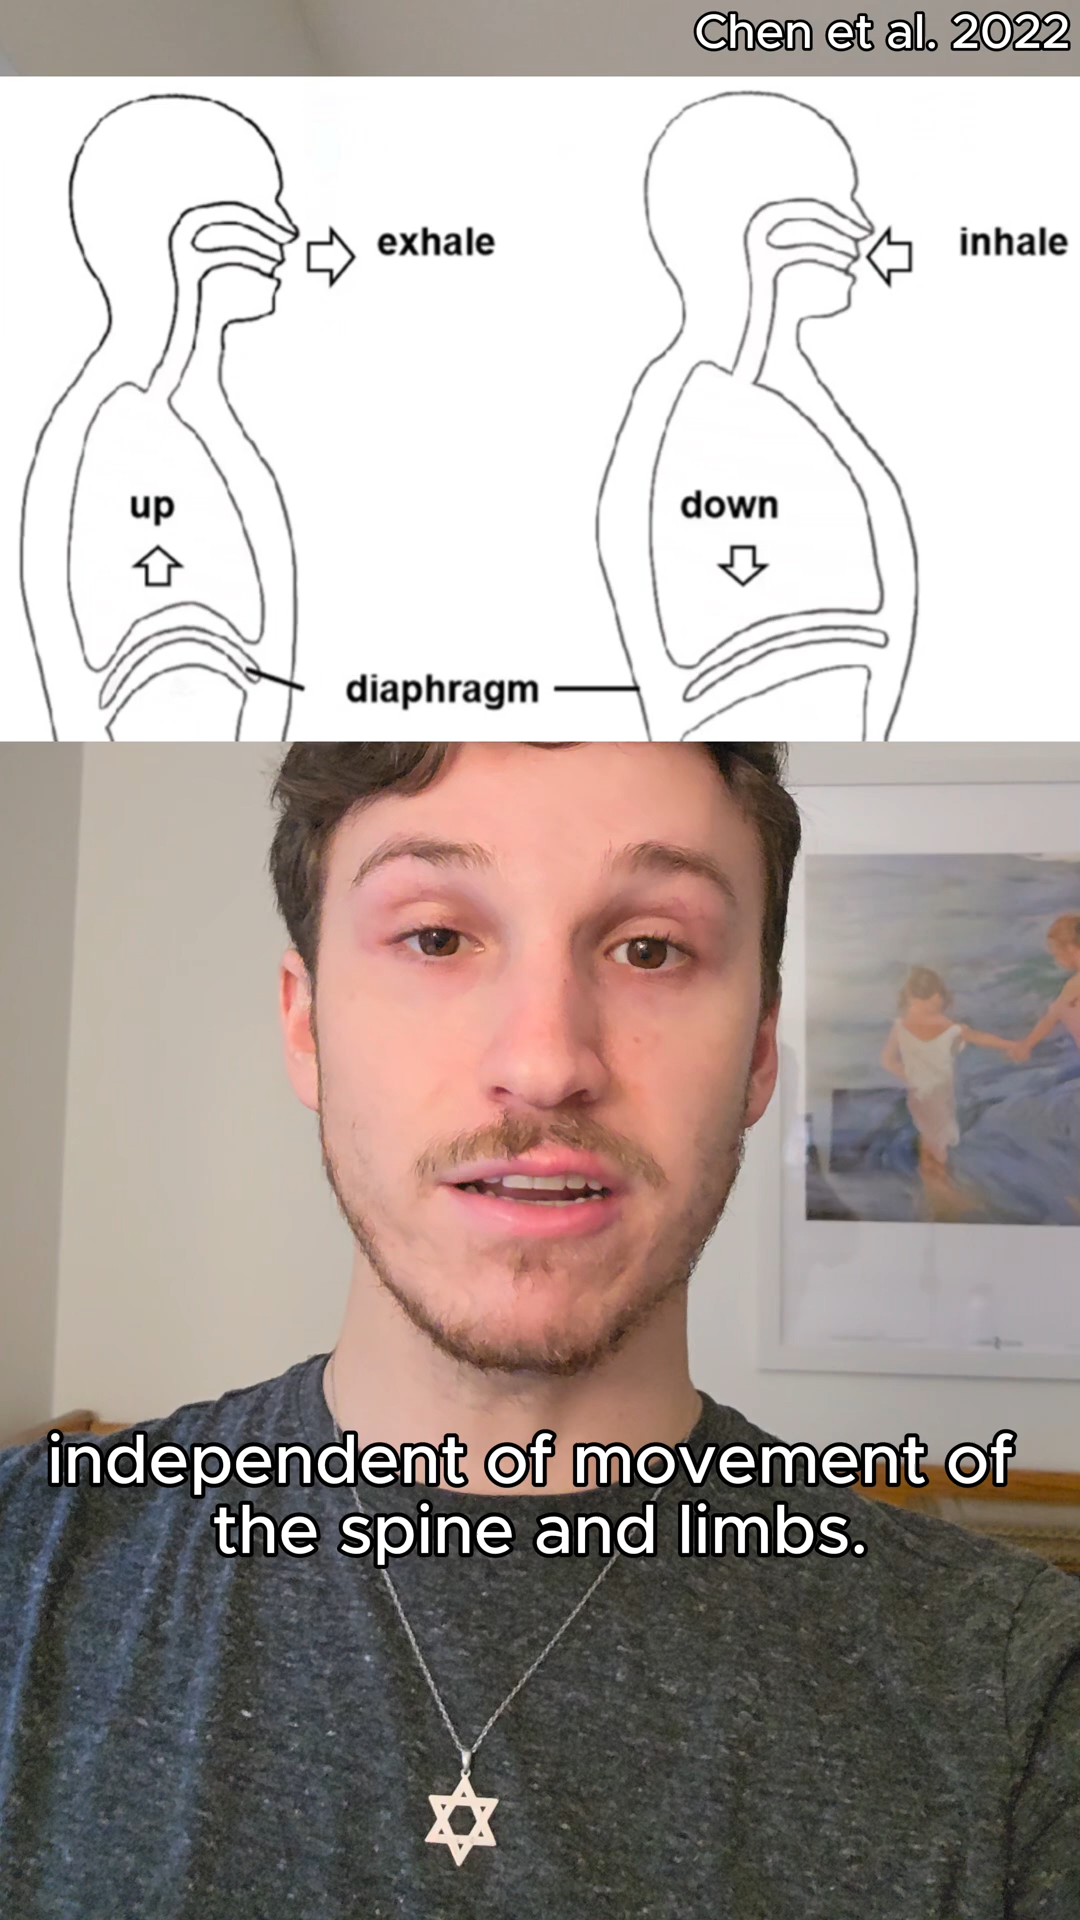 Chen et al. 2022
exhale
inhale
up
down
diaphragm
independent of movement of
the spine and limbs.